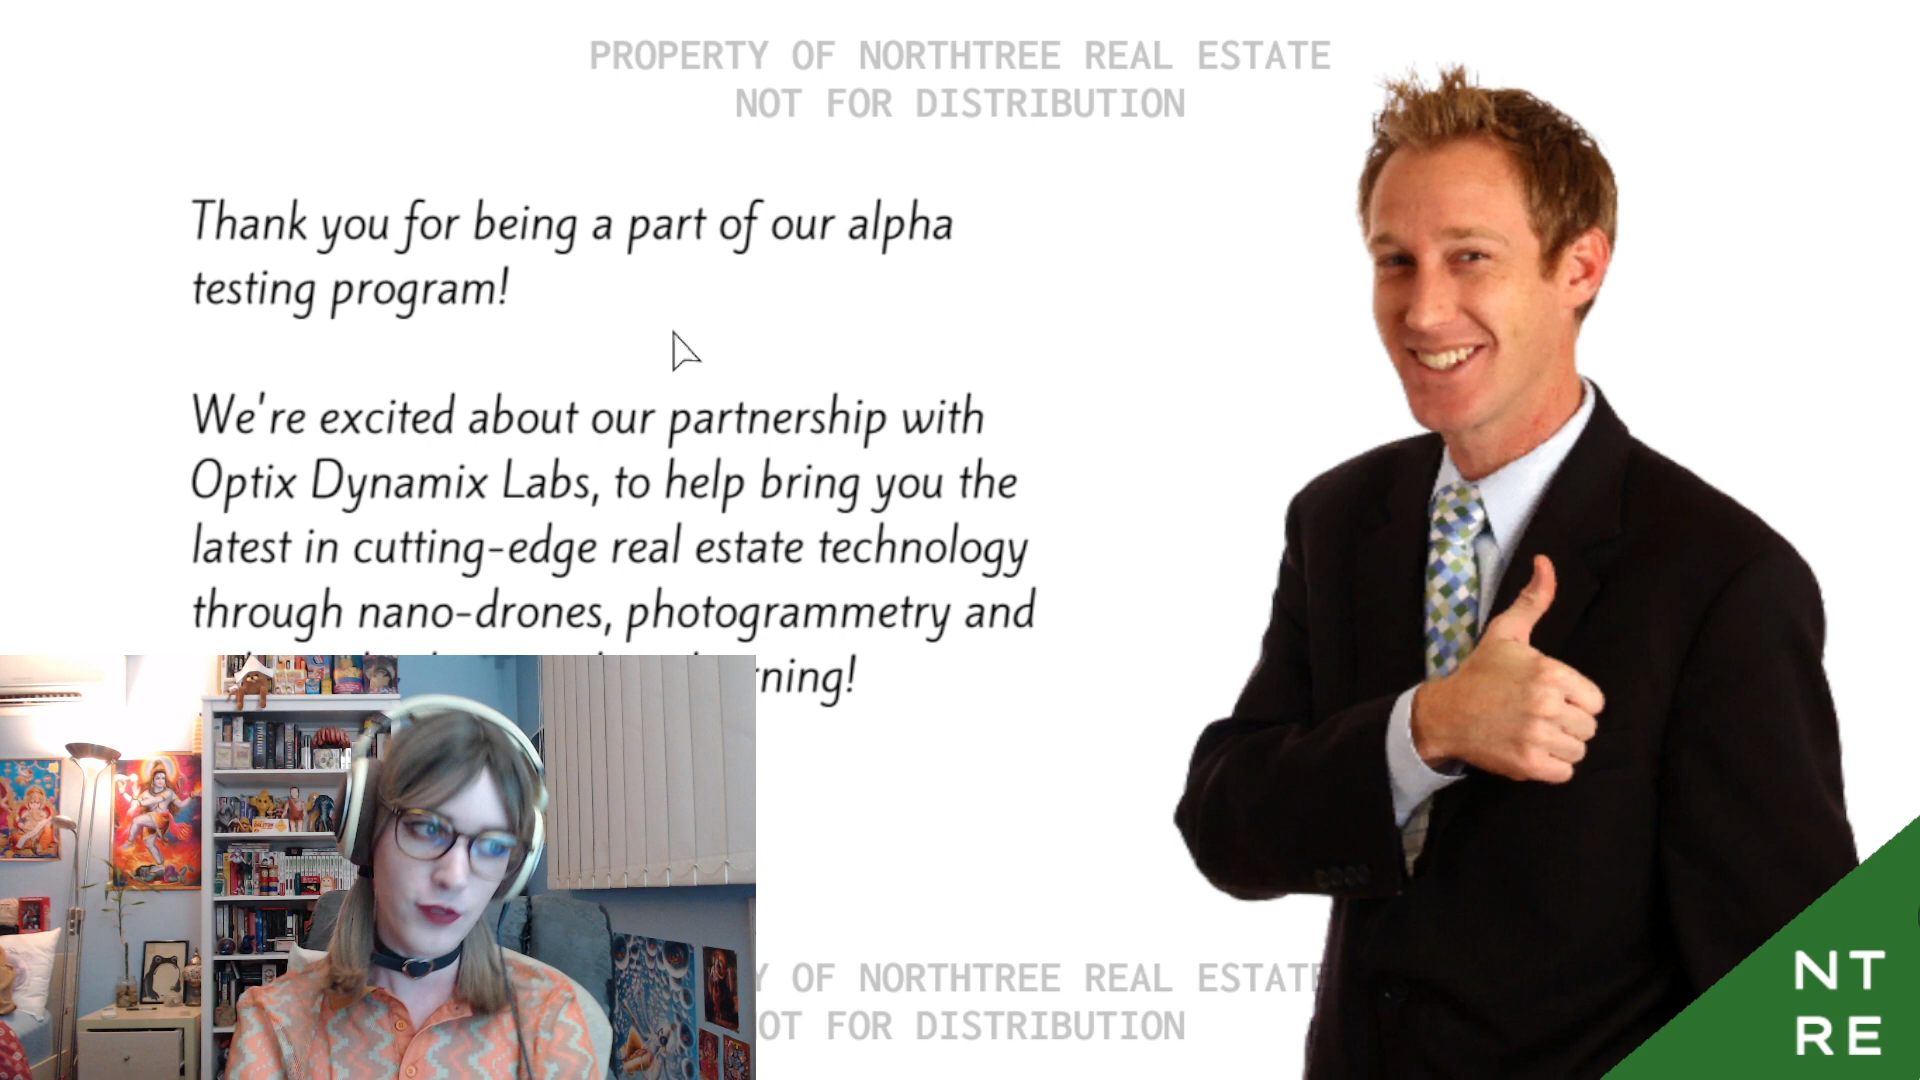 PROPERTY OF NORTHTREE REAL ESTATE
NOT FOR DISTRIBUTION
Thank you for being a part of our alpha
testing program!
We're excited about our partnership with
Optix Dynamix Labs, to help bring you the
latest in cutting-edge real estate technology
through nano-drones, photogrammetry and
rning!
Y OF NORTHTREE REAL ESTATE
OT FOR DISTRIBUTION
NT
RE